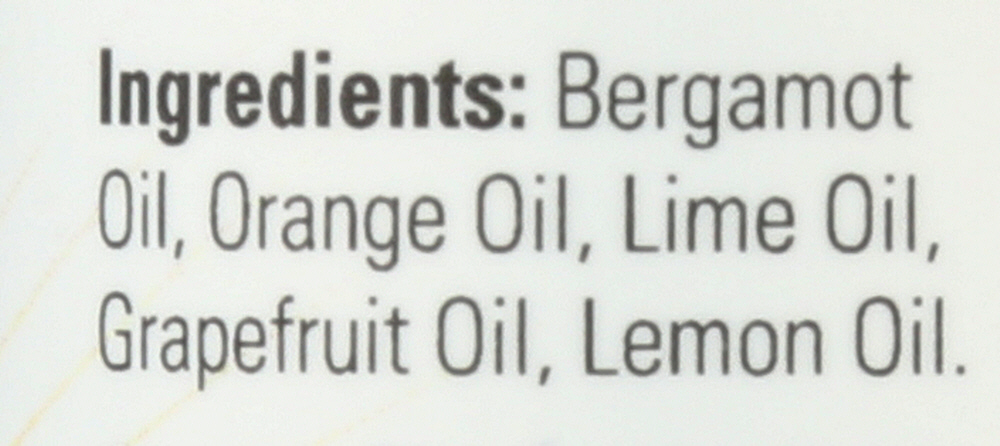 Ingredients: Bergamot
Oil, Orange Oil, Lime Oil,
Grapefruit Oil, Lemon Oil.